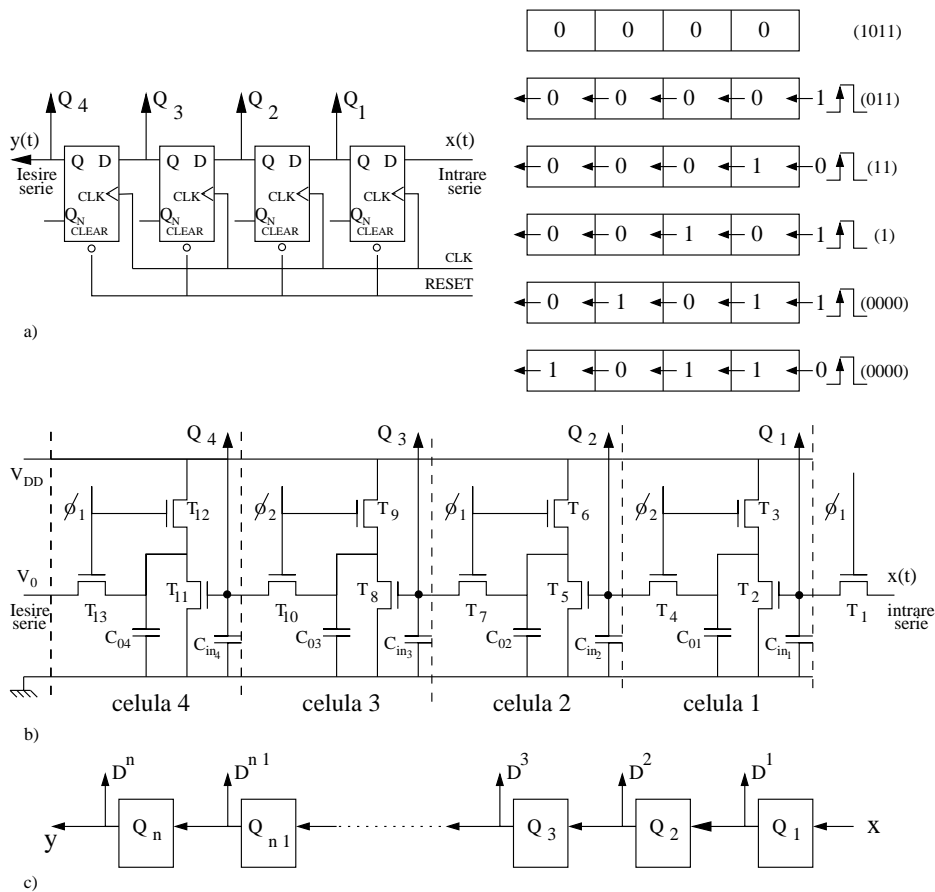 0 0 0 0 (1011)
0 0 0 0 1 (011)
0 0 0 1 0 (11)
0 0 1 0 1 (1)
0 1 0 1 1 (0000)
1 0 1 1 0 (0000)
Q4 Q3 Q2 Q1
y(t) x(t)
Q D Q D Q D Q D
Iesire serie
Intrare serie
CLK CLK CLK CLK
QN QN QN QN
CLEAR CLEAR CLEAR CLEAR
CLK
RESET
a)
Q4 Q3 Q2 Q1
VDD
ϕ1 T12 ϕ2 T9 ϕ1 T6 ϕ2 T3 ϕ1
V0 T11 T8 T5 T2 x(t)
Iesire serie
T13 T10 T7 T4 T1
intrare serie
C04 Cin4 C03 Cin3 C02 Cin2 C01 Cin1
celula 4 celula 3 celula 2 celula 1
b)
Dn Dn 1 D3 D2 D1
y Qn Qn 1 Q3 Q2 Q1 x
c)